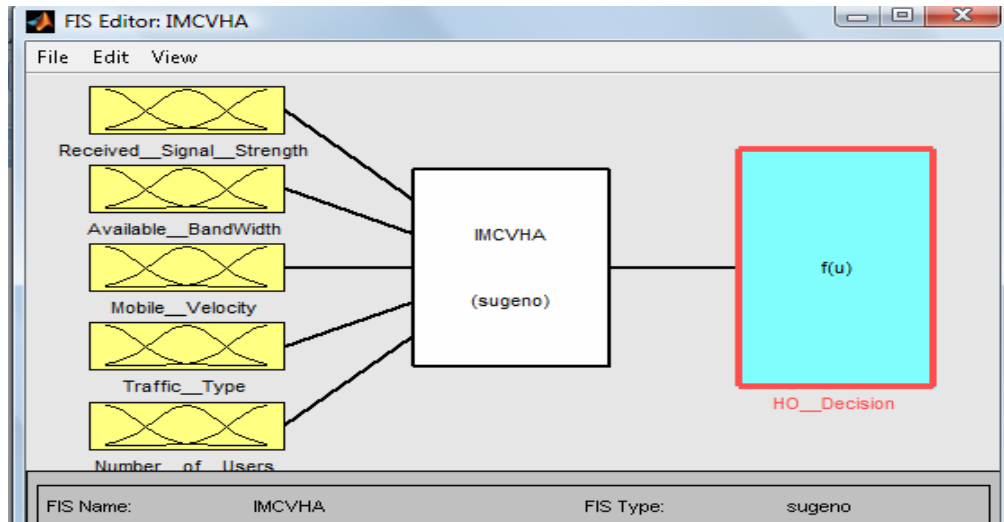 FIS Editor: IMCVHA
File Edit View
Received__Signal__Strength
Available__BandWidth
Mobile__Velocity
Traffic__Type
Number__of__Users
IMCVHA
(sugeno)
f(u)
HO__Decision
FIS Name: IMCVHA FIS Type: sugeno